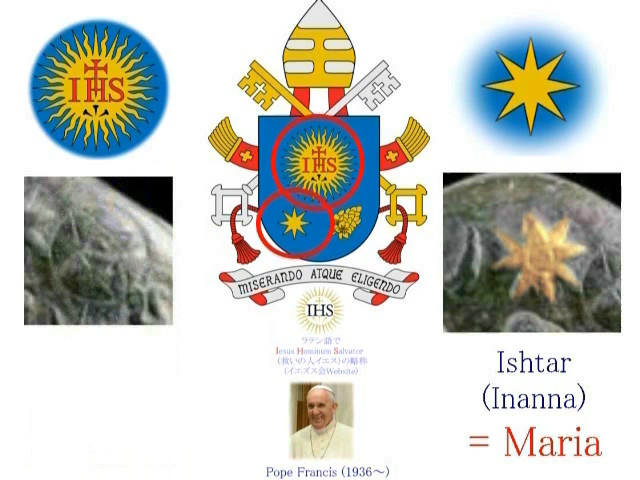 IHS
IHS
MISERANDO ATQUE ELIGENDO
IHS
ラテン語で
Iesus Hominum Salvator
(救いの人イエス)の略称
(イエズス会Website)
Pope Francis (1936～)
Ishtar
(Inanna)
= Maria